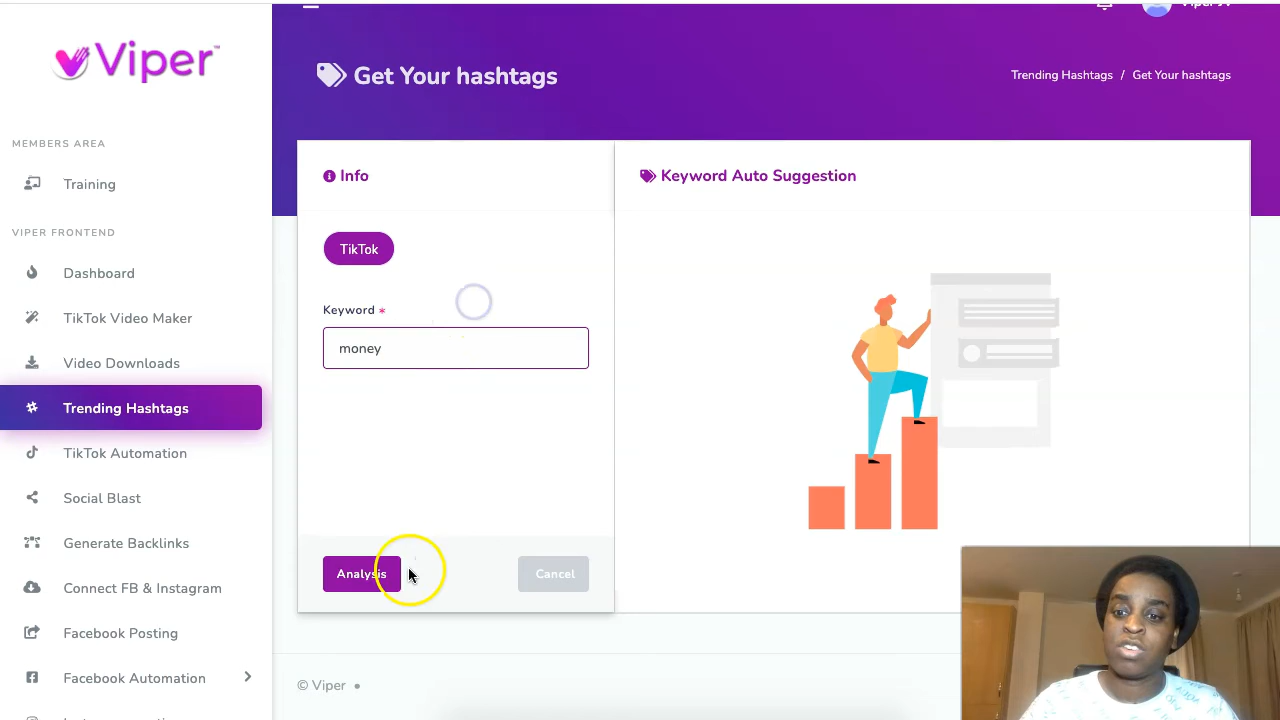 Viper™
MEMBERS AREA
Training
VIPER FRONTEND
Dashboard
TikTok Video Maker
Video Downloads
Trending Hashtags
TikTok Automation
Social Blast
Generate Backlinks
Connect FB & Instagram
Facebook Posting
Facebook Automation
Get Your hashtags
Trending Hashtags / Get Your hashtags
Info
TikTok
Keyword *
money
Analysis
Cancel
Keyword Auto Suggestion
© Viper •